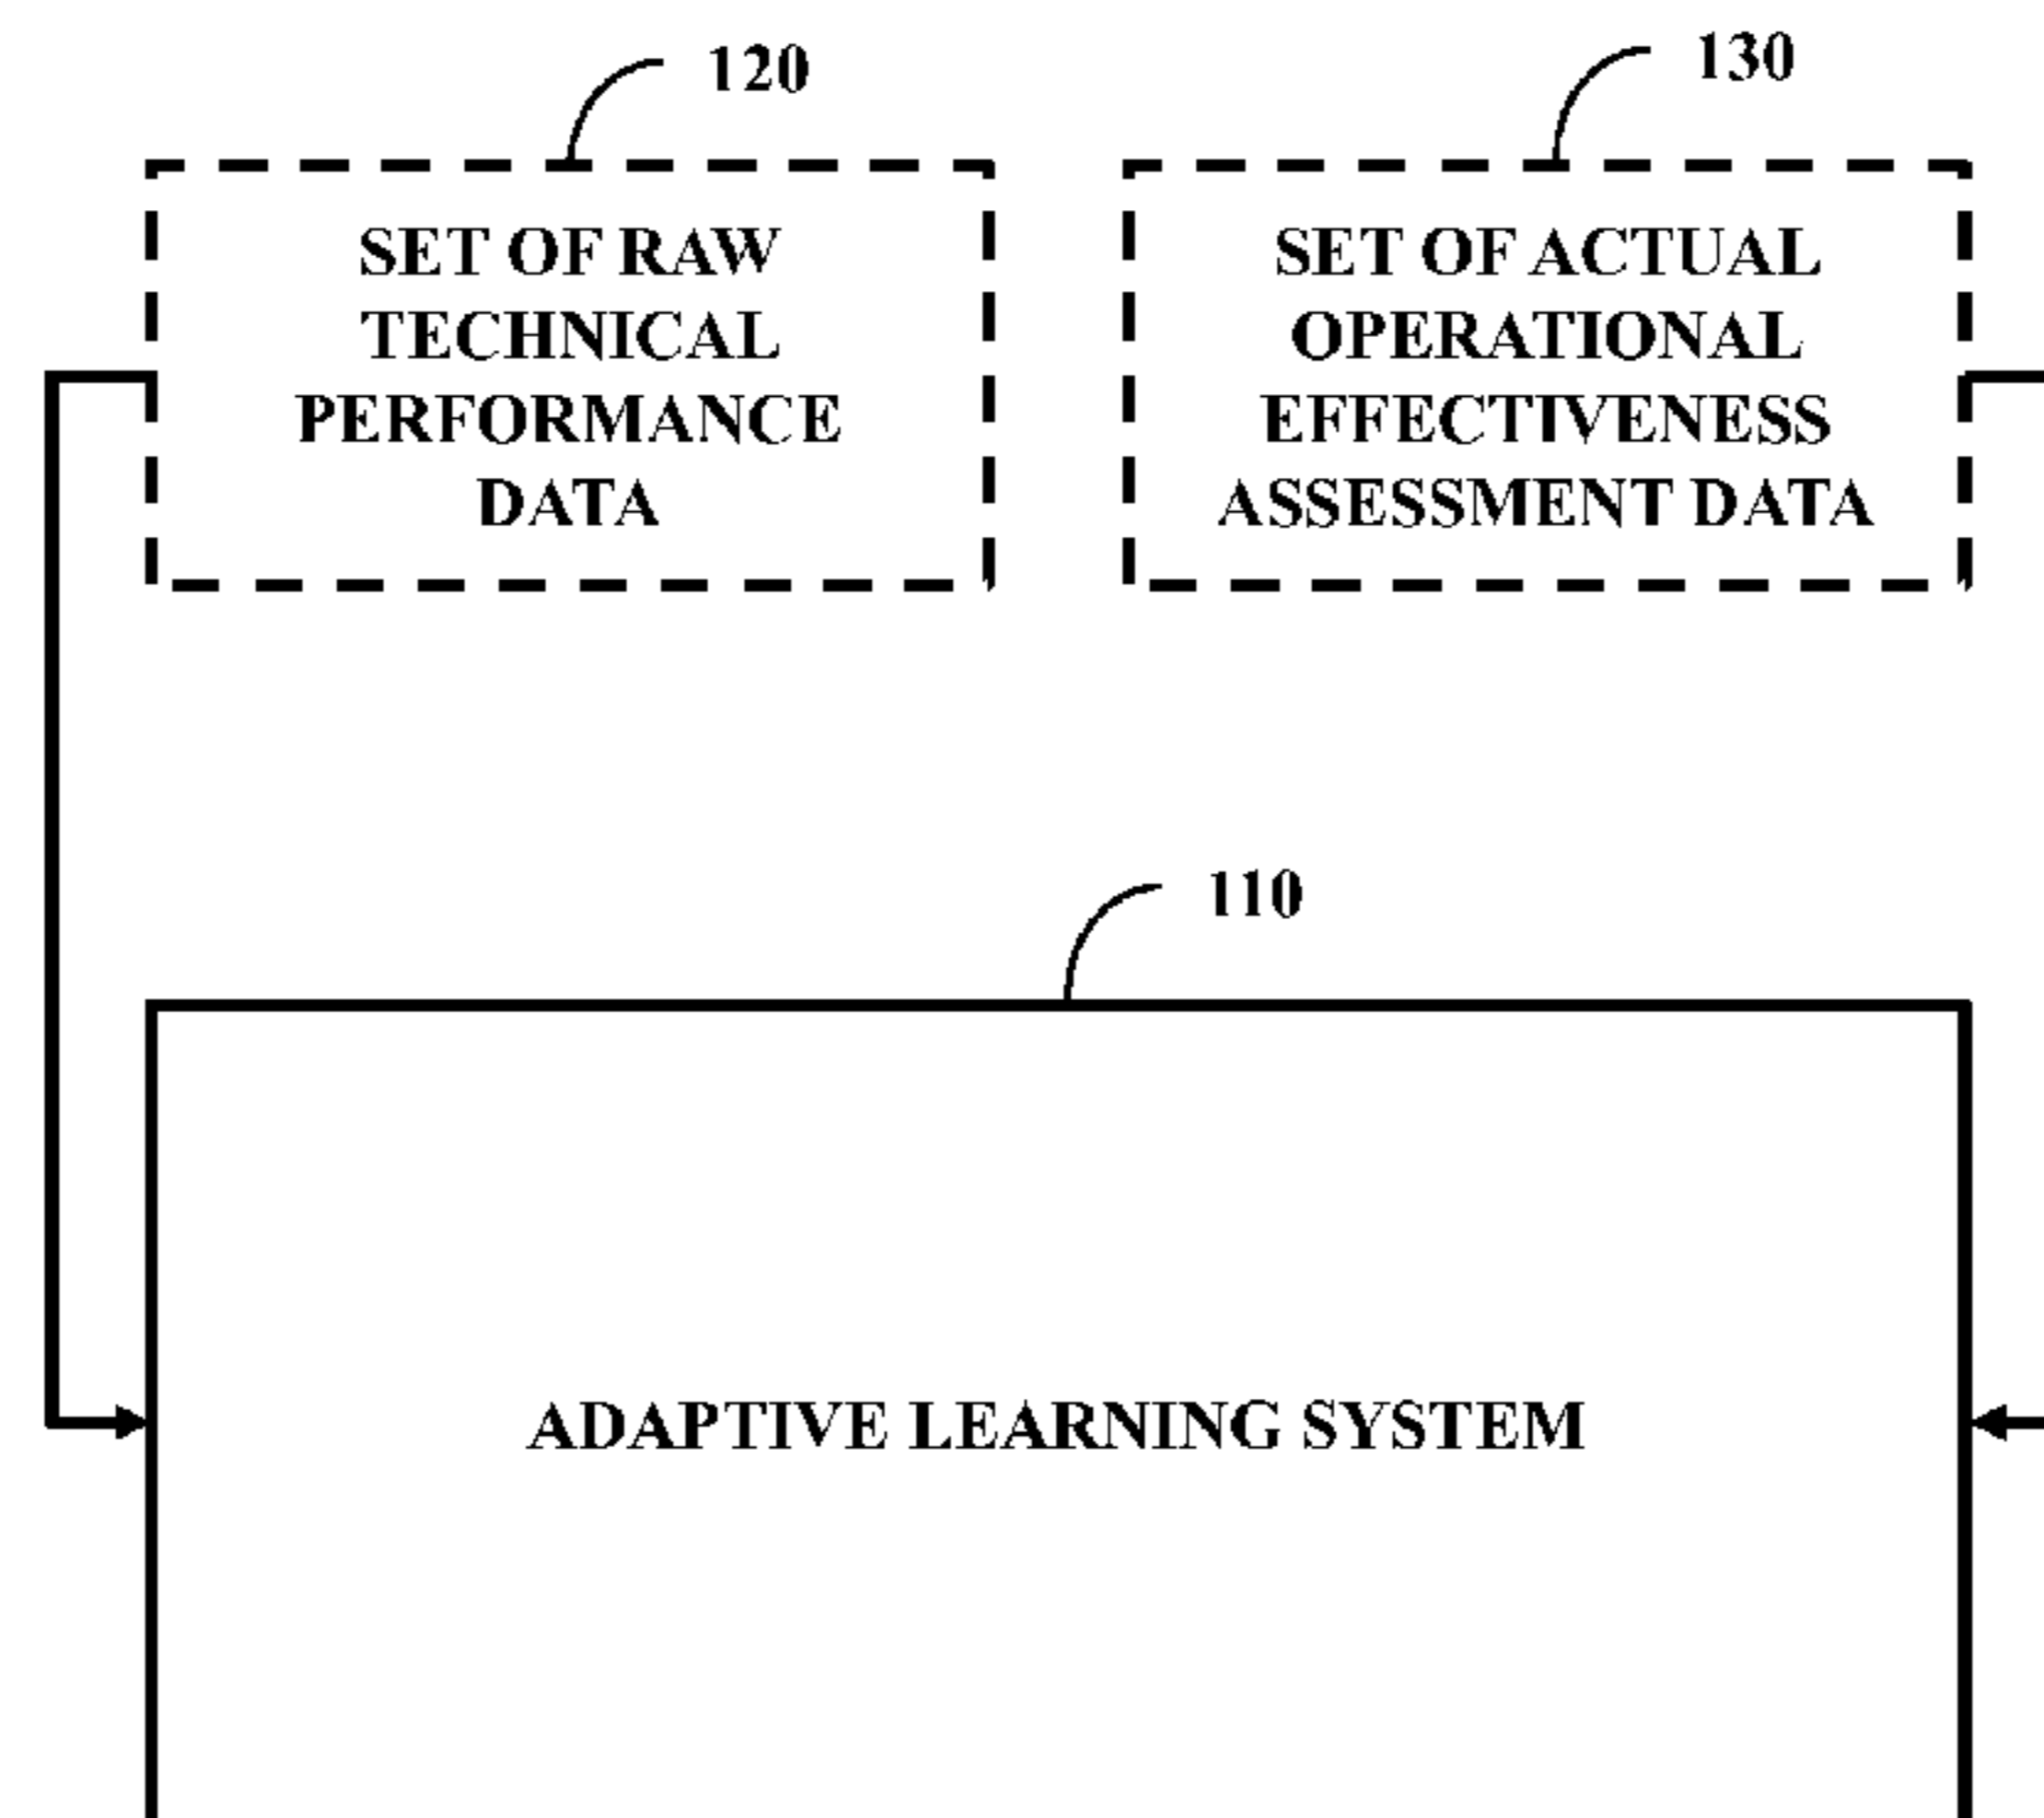 120
130
SET OF RAW
TECHNICAL
PERFORMANCE
DATA
SET OF ACTUAL
OPERATIONAL
EFFECTIVENESS
ASSESSMENT DATA
110
ADAPTIVE LEARNING SYSTEM